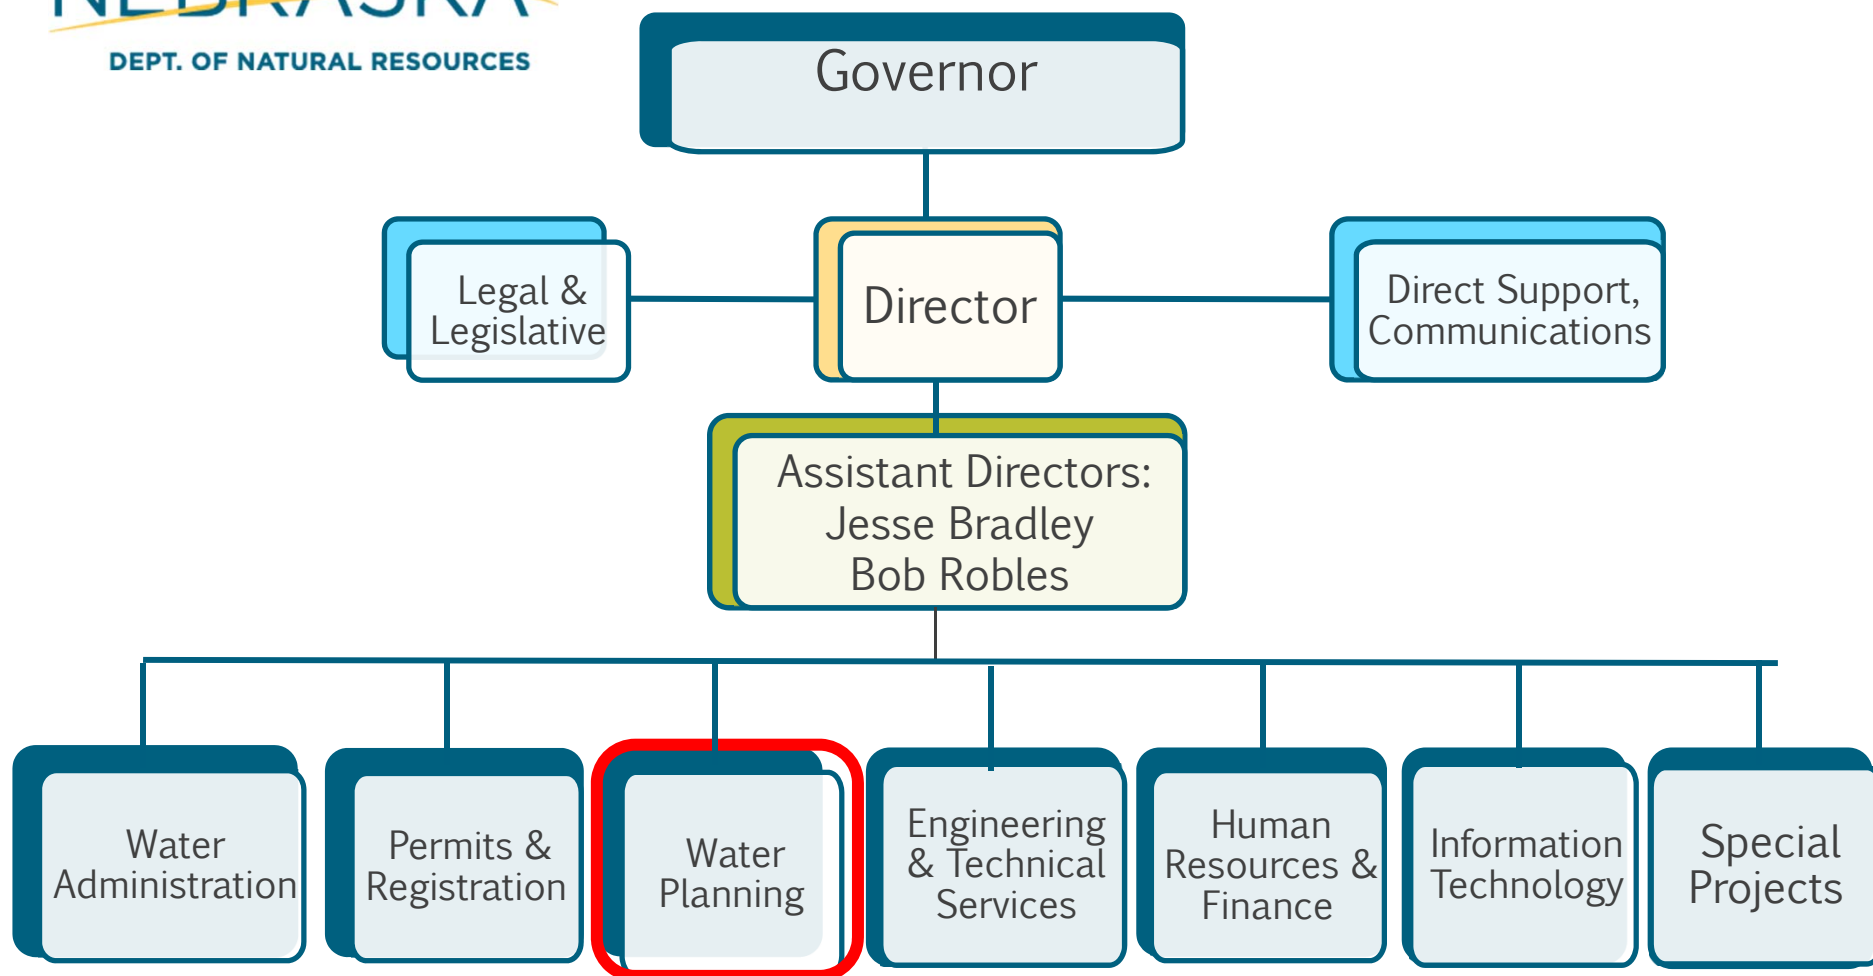 NEBRASKA
DEPT. OF NATURAL RESOURCES
Governor
Legal &
Legislative
Director
Direct Support,
Communications
Assistant Directors:
Jesse Bradley
Bob Robles
Water
Administration
Permits &
Registration
Water
Planning
Engineering
& Technical
Services
Human
Resources &
Finance
Information
Technology
Special
Projects